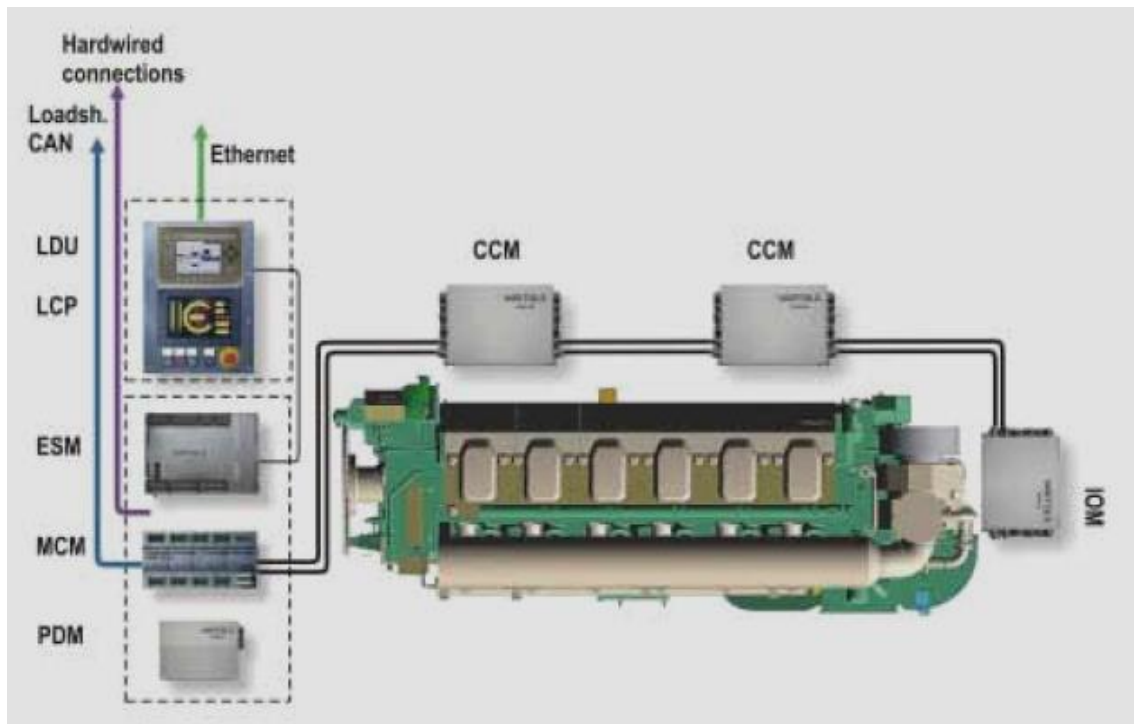 Hardwired
connections
Loadsh.
CAN
Ethernet
LDU
LCP
CCM
CCM
ESM
MCM
PDM
IOM